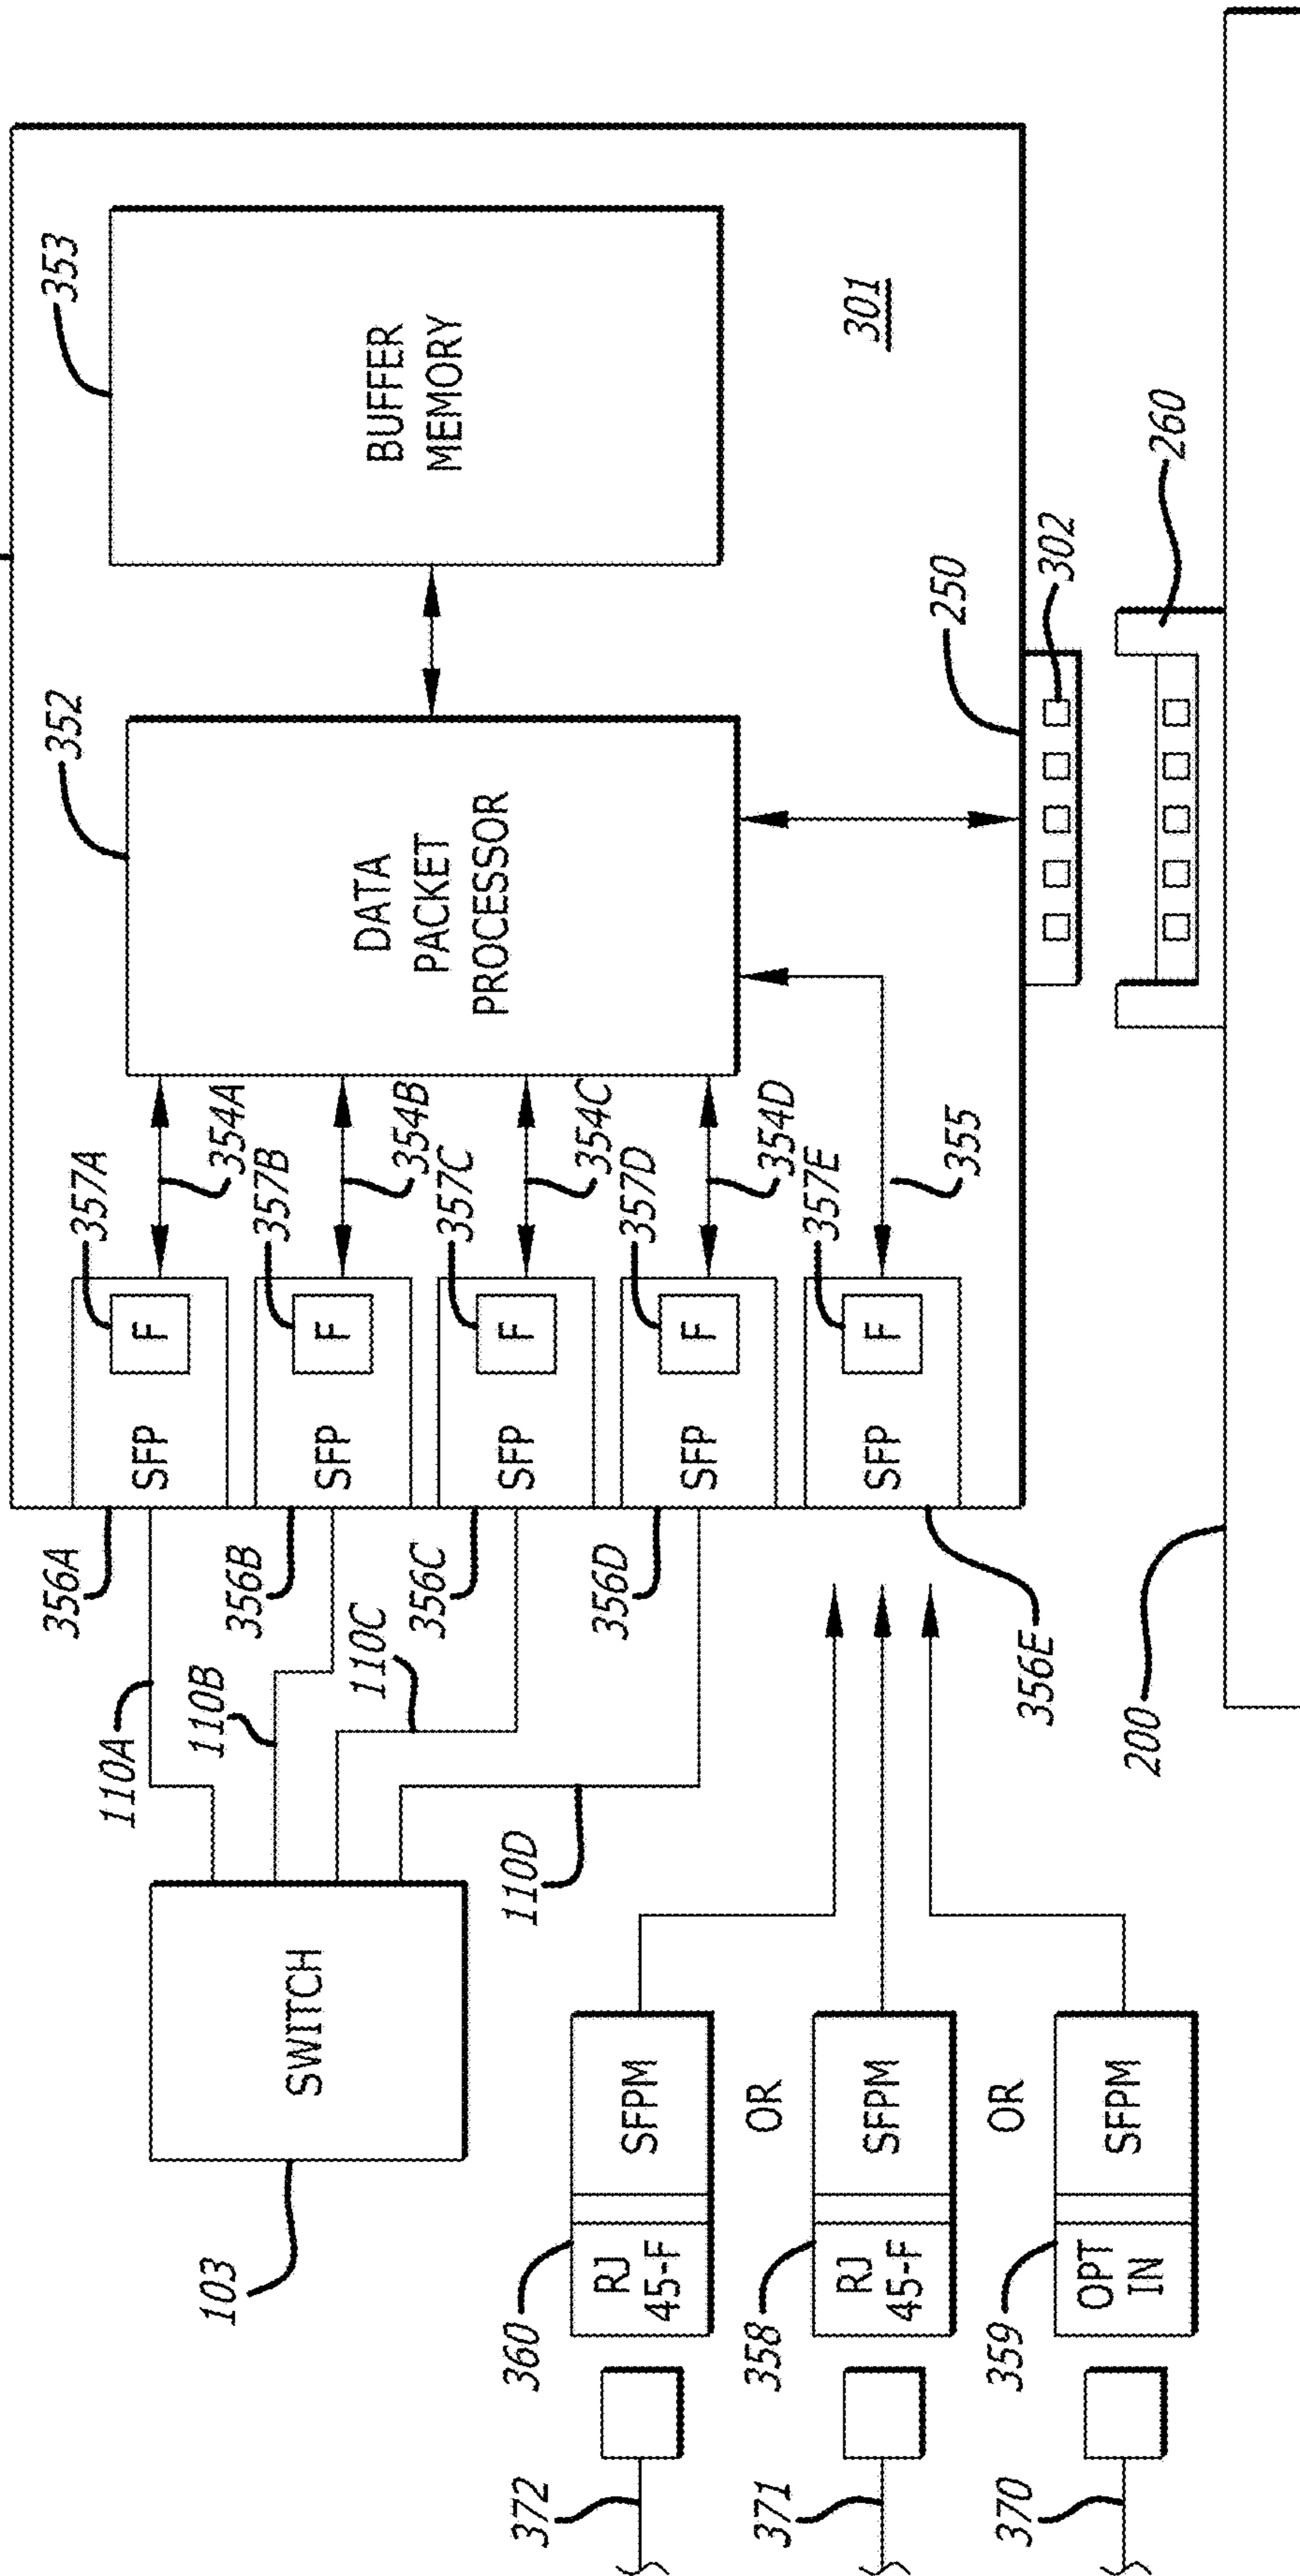 353
BUFFER
MEMORY
301
352
DATA
PACKET
PROCESSOR
260
302
250
354A
354B
354C
354D
355
357A
357B
357C
357D
357E
F
F
F
F
F
SFP
SFP
SFP
SFP
SFP
356A
356B
356C
356D
356E
110A
110B
110C
110D
200
SWITCH
103
SFPM
OR
SFPM
OR
SFPM
RJ
45-F
RJ
45-F
OPT
IN
360
358
359
372
371
370